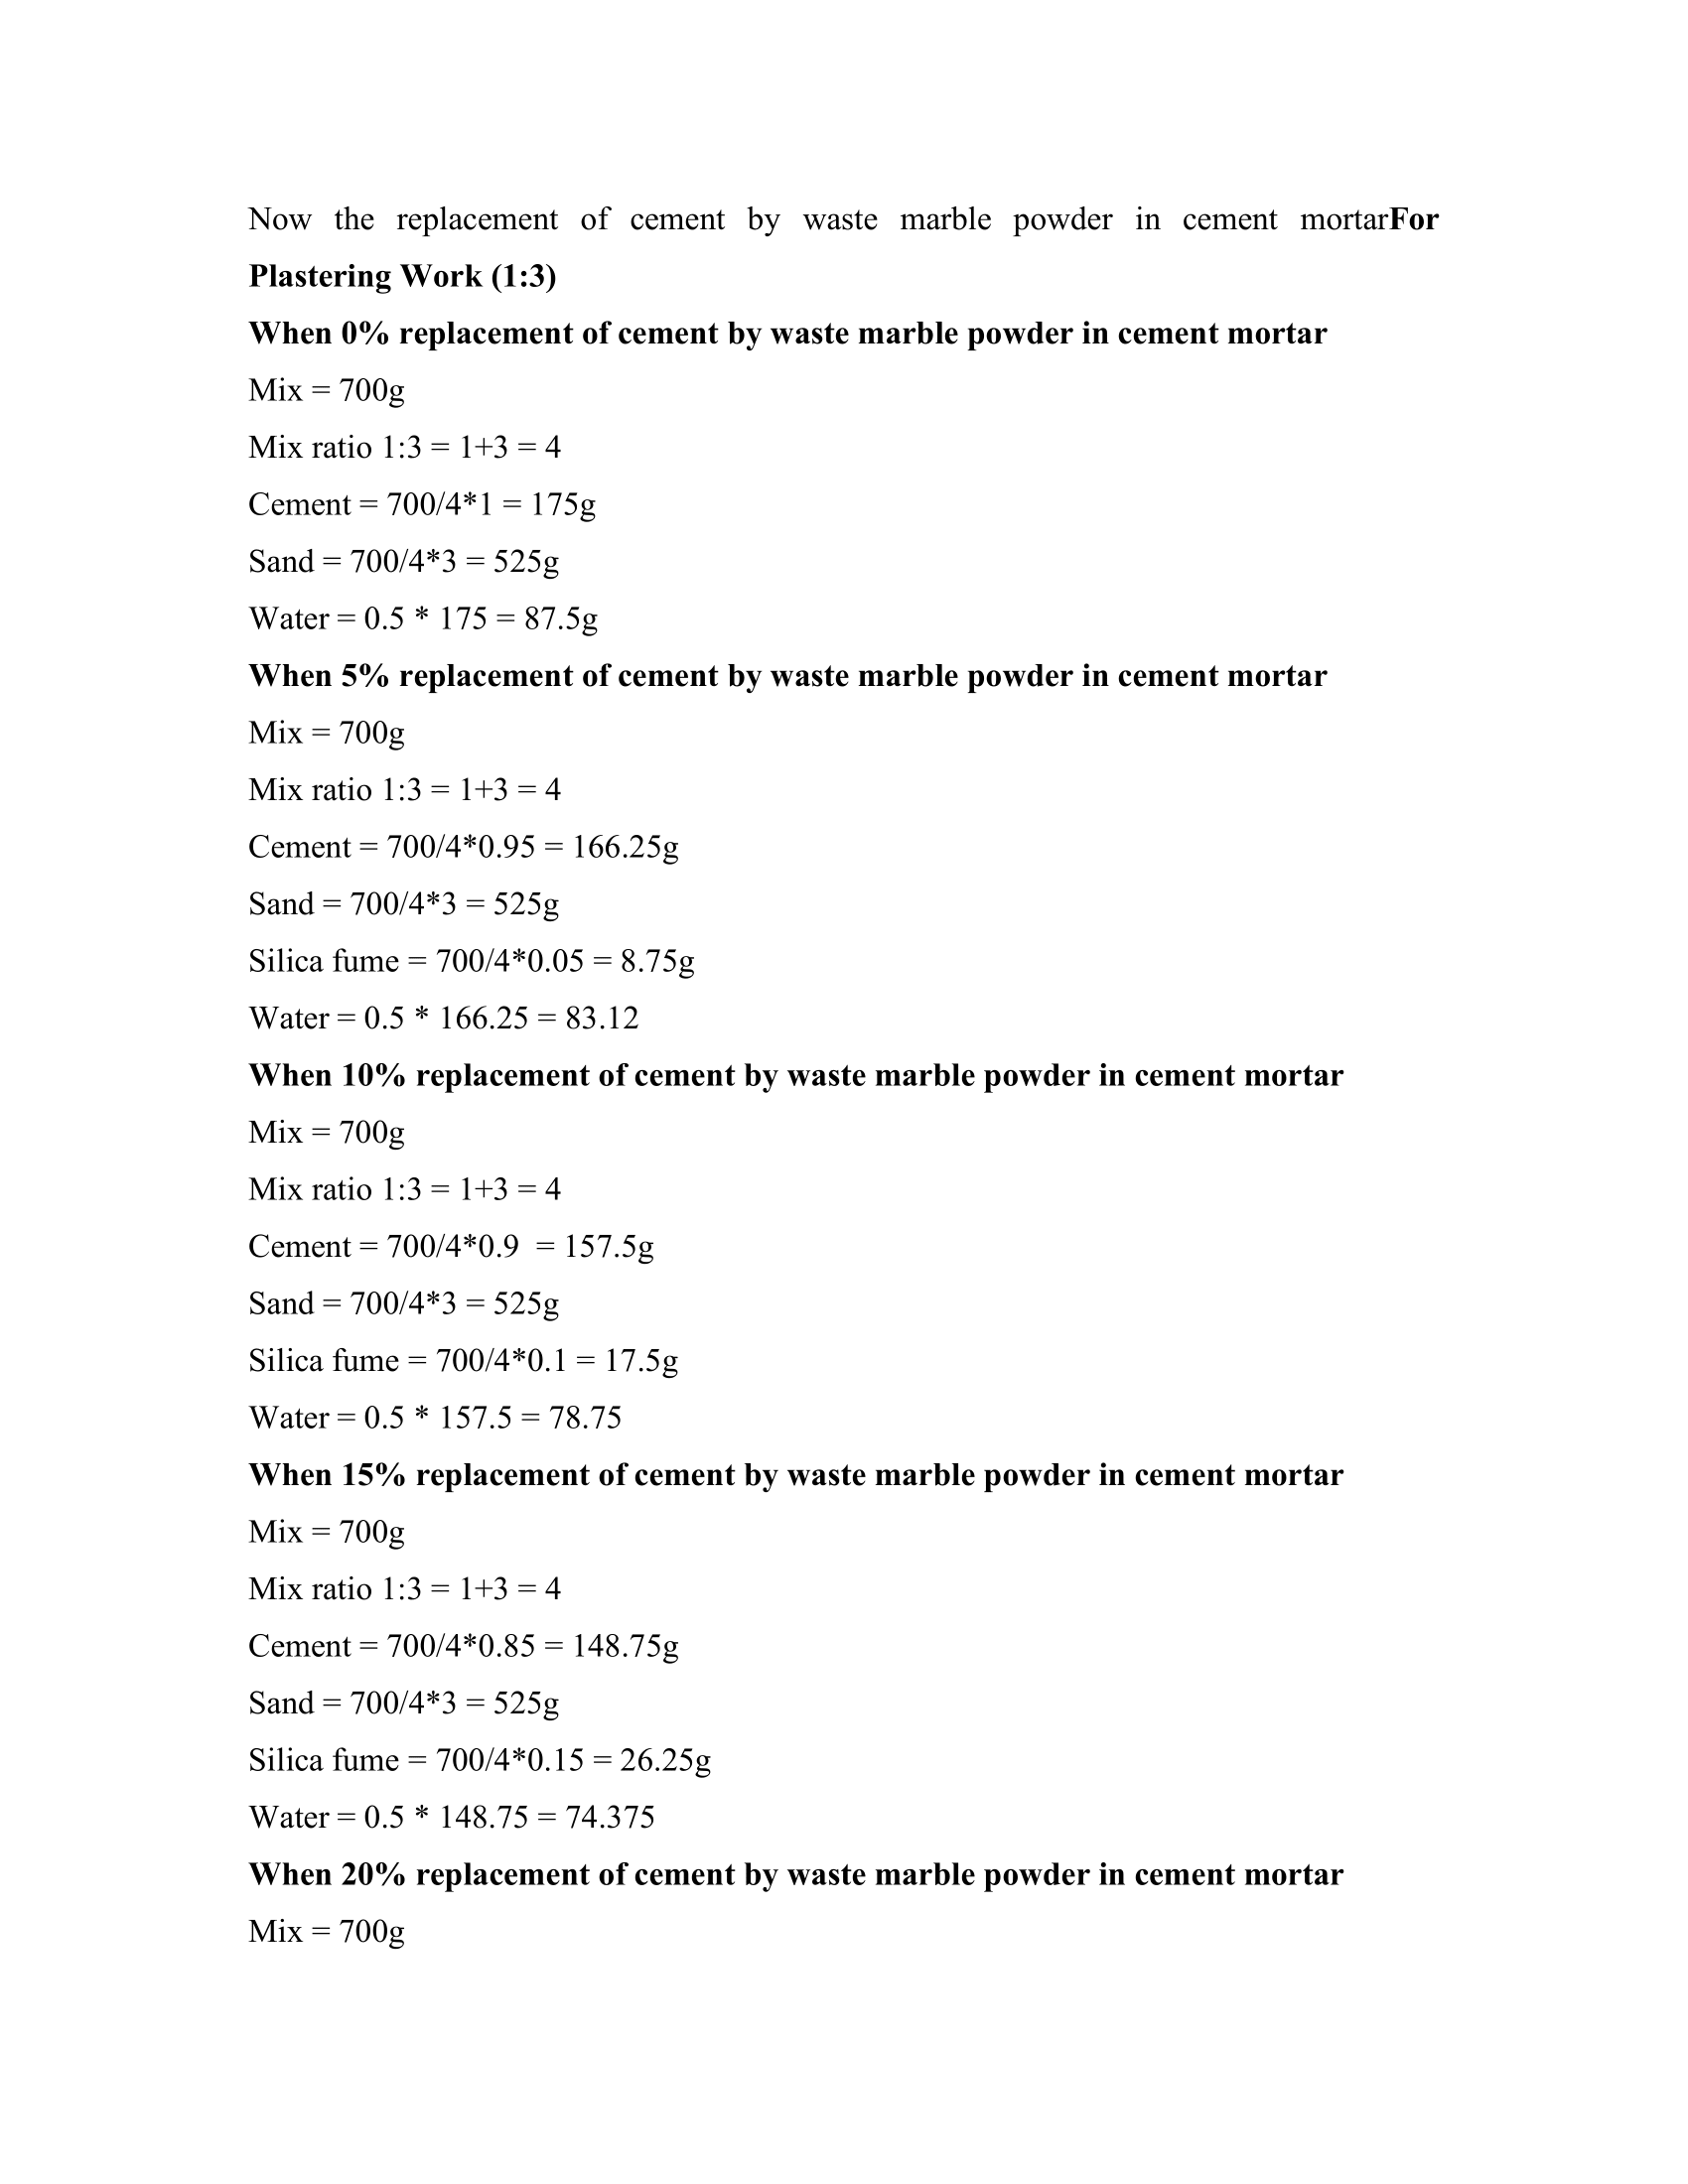 Now the replacement of cement by waste marble powder in cement mortarFor
Plastering Work (1:3)
When 0% replacement of cement by waste marble powder in cement mortar
Mix = 700g
Mix ratio 1:3 = 1+3 = 4
Cement = 700/4*1 = 175g
Sand = 700/4*3 = 525g
Water = 0.5 * 175 = 87.5g
When 5% replacement of cement by waste marble powder in cement mortar
Mix = 700g
Mix ratio 1:3 = 1+3 = 4
Cement = 700/4*0.95 = 166.25g
Sand = 700/4*3 = 525g
Silica fume = 700/4*0.05 = 8.75g
Water = 0.5 * 166.25 = 83.12
When 10% replacement of cement by waste marble powder in cement mortar
Mix = 700g
Mix ratio 1:3 = 1+3 = 4
Cement = 700/4*0.9  = 157.5g
Sand = 700/4*3 = 525g
Silica fume = 700/4*0.1 = 17.5g
Water = 0.5 * 157.5 = 78.75
When 15% replacement of cement by waste marble powder in cement mortar
Mix = 700g
Mix ratio 1:3 = 1+3 = 4
Cement = 700/4*0.85 = 148.75g
Sand = 700/4*3 = 525g
Silica fume = 700/4*0.15 = 26.25g
Water = 0.5 * 148.75 = 74.375
When 20% replacement of cement by waste marble powder in cement mortar
Mix = 700g